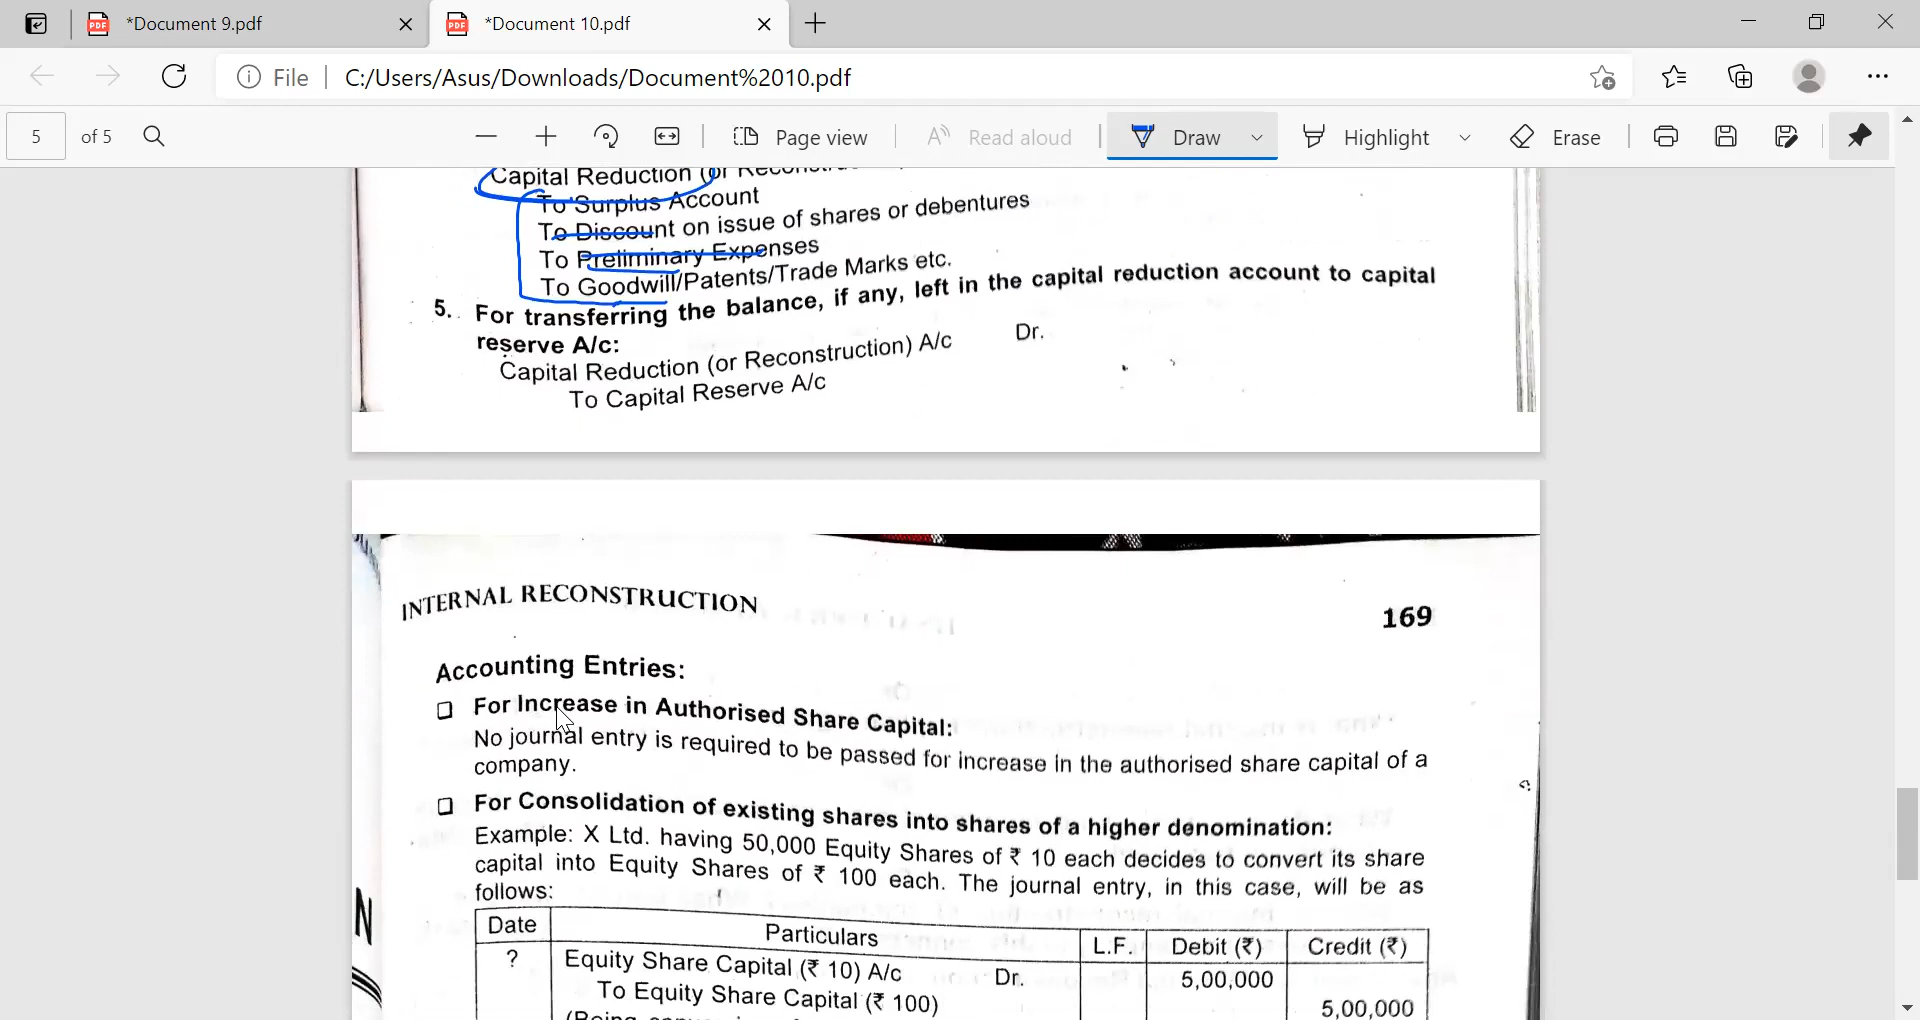 *Document 9.pdf
*Document 10.pdf
File
C:/Users/Asus/Downloads/Document%2010.pdf
5 of 5
Page view
Read aloud
Draw
Highlight
Erase
Capital Reduction (or
To Surplus Account
To Discount on issue of shares or debentures
To Preliminary Expenses
To Goodwill/Patents/Trade Marks etc.
5. For transferring the balance, if any, left in the capital reduction account to capital
reserve A/c:
Capital Reduction (or Reconstruction) A/c Dr.
To Capital Reserve A/c
INTERNAL RECONSTRUCTION
169
Accounting Entries:
For Increase in Authorised Share Capital:
No journal entry is required to be passed for increase in the authorised share capital of a
company.
For Consolidation of existing shares into shares of a higher denomination:
Example: X Ltd. having 50,000 Equity Shares of ₹ 10 each decides to convert its share
capital into Equity Shares of ₹ 100 each. The journal entry, in this case, will be as
follows:
Date Particulars L.F. Debit (₹) Credit (₹)
? Equity Share Capital (₹ 10) A/c Dr. 5,00,000
To Equity Share Capital (₹ 100) 5,00,000